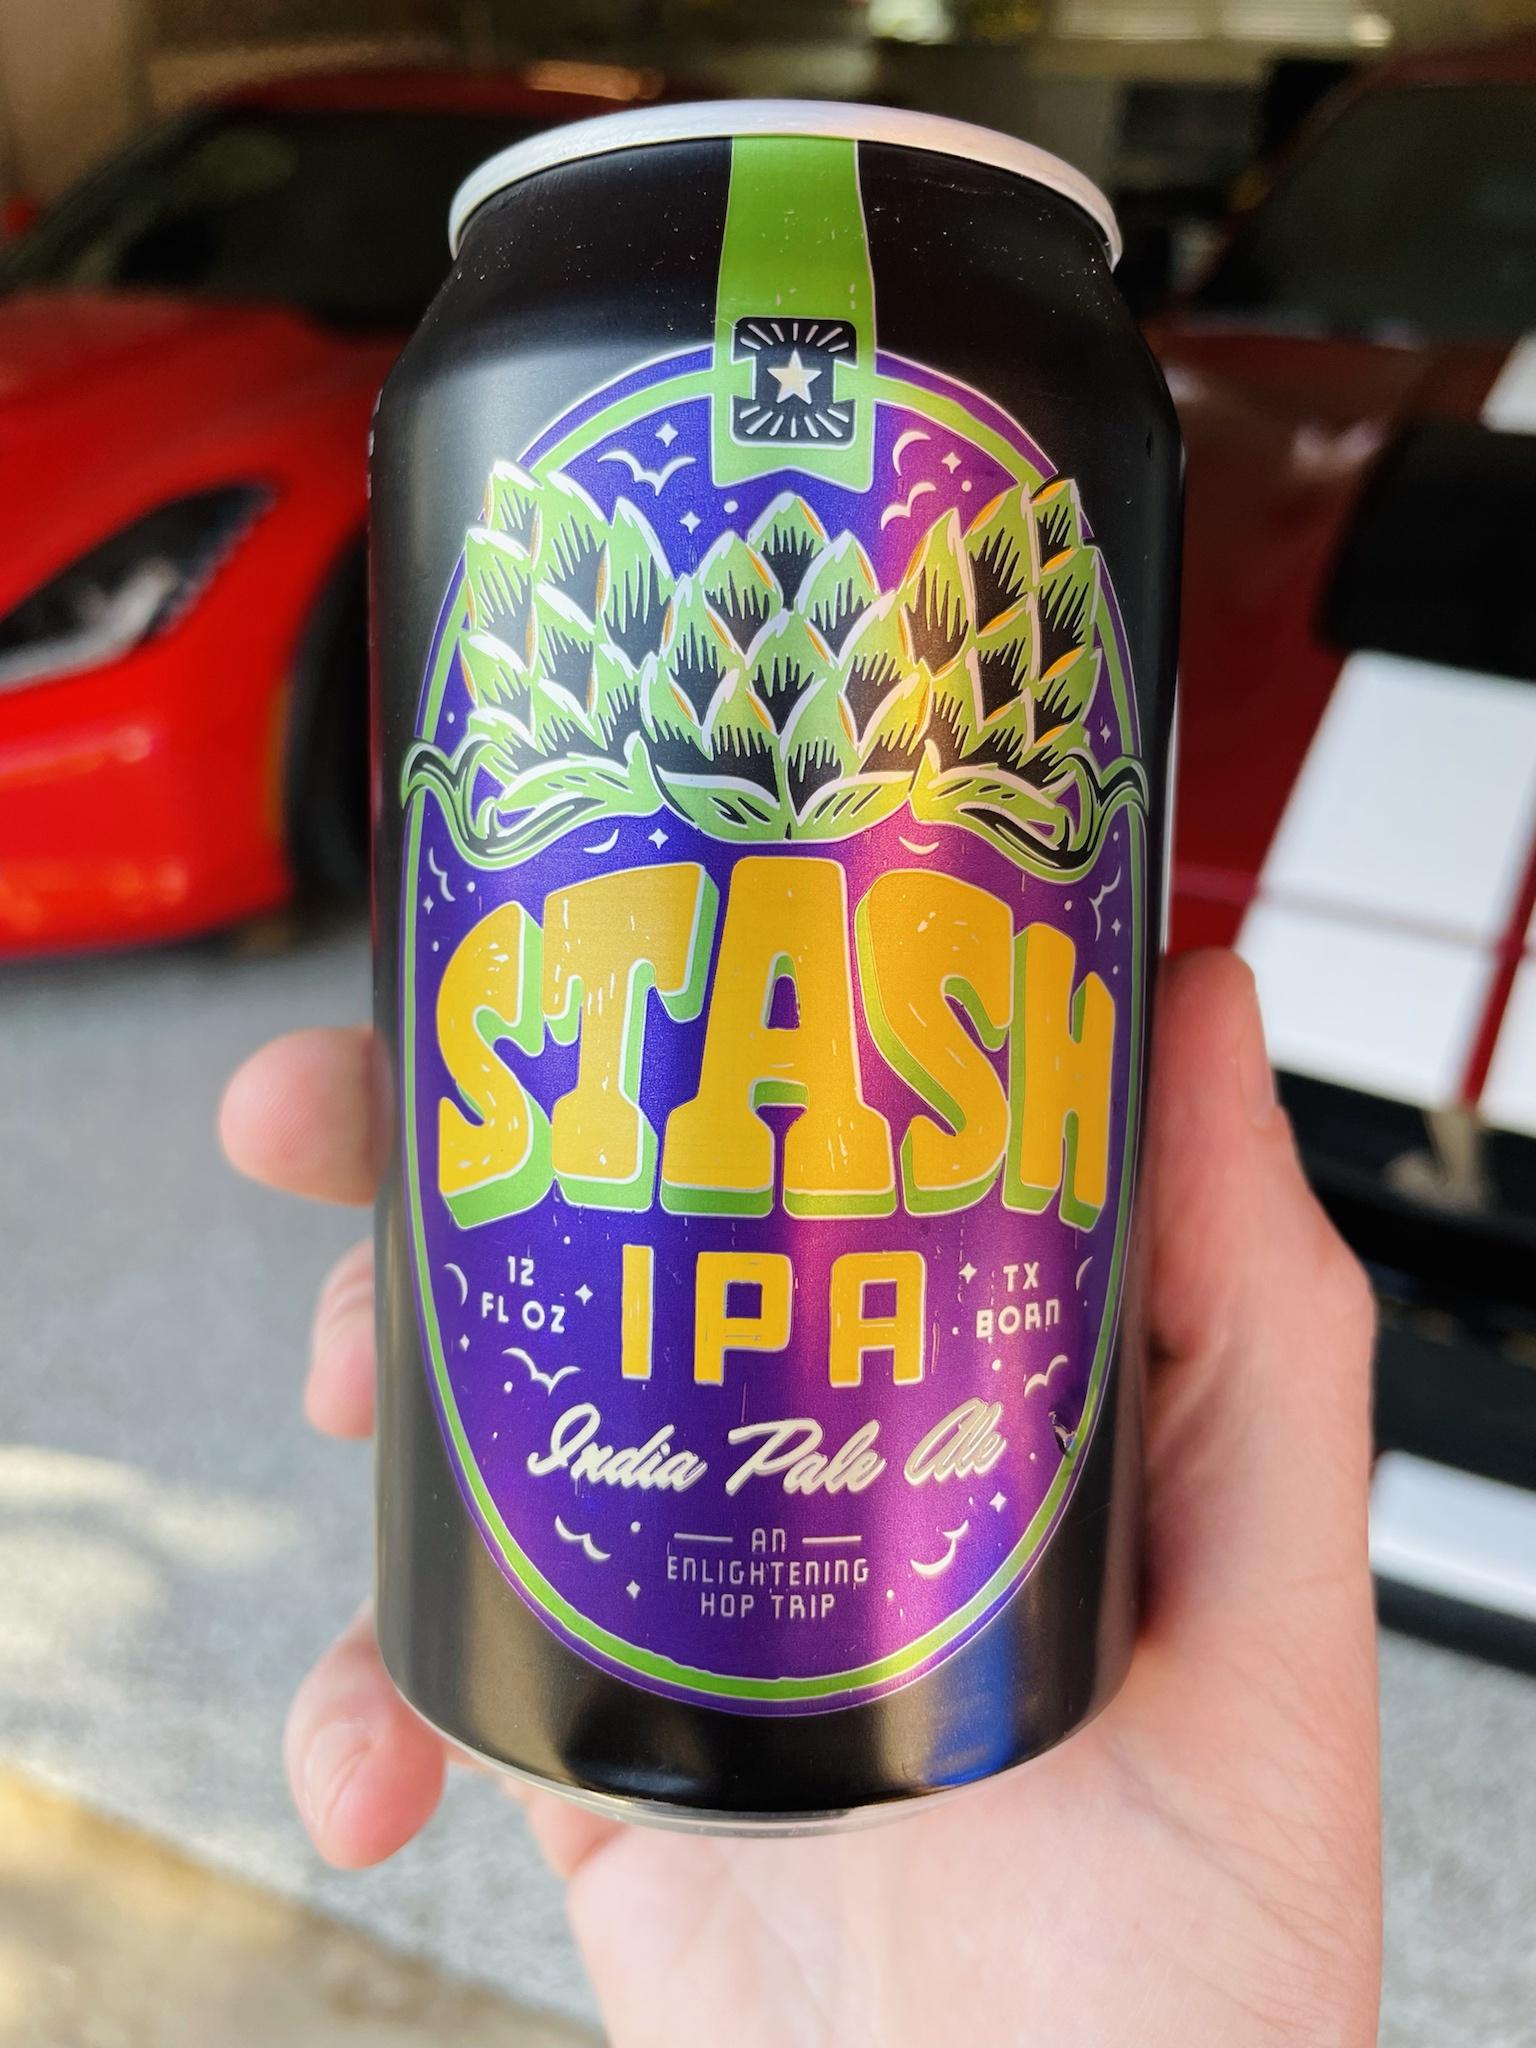 STASH
IPA
12
FL OZ
TX
BORN
India Pale Ale
AN
ENLIGHTENING
HOP TRIP